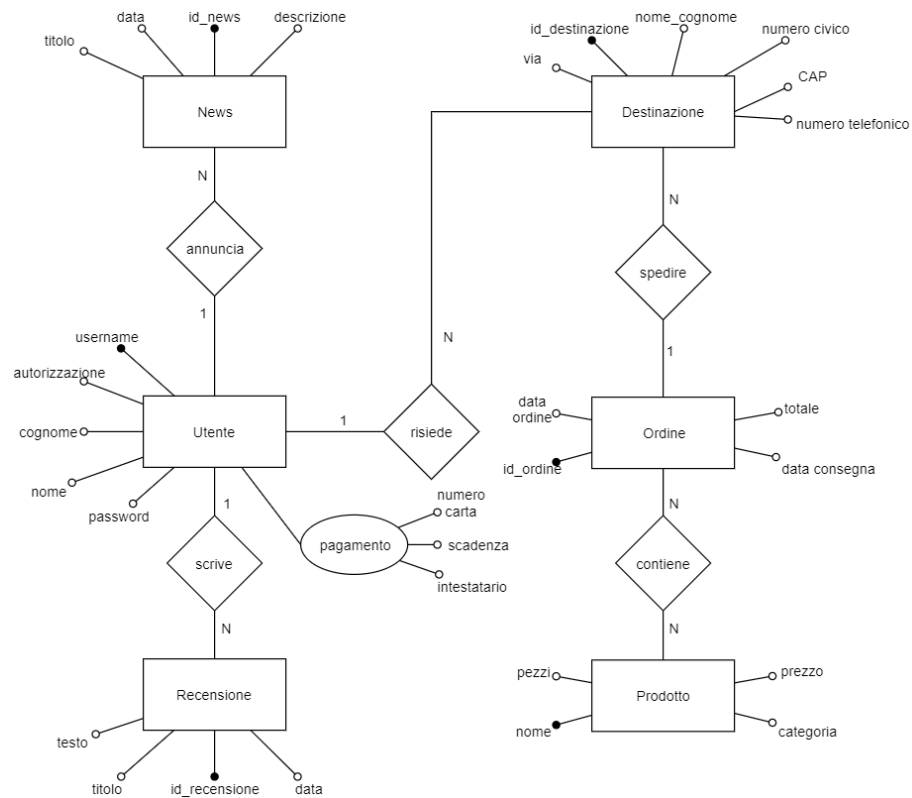 id_news
data
descrizione
titolo
News
N
annuncia
1
nome_cognome
id_destinazione
numero civico
via
CAP
Destinazione
numero telefonico
N
spedire
1
N
risiede
1
username
autorizzazione
cognome
Utente
nome
password
pagamento
numero
carta
scadenza
intestatario
1
scrive
N
Recensione
testo
titolo
id_recensione
data
data
ordine
totale
Ordine
id_ordine
data consegna
N
contiene
N
pezzi
prezzo
Prodotto
nome
categoria